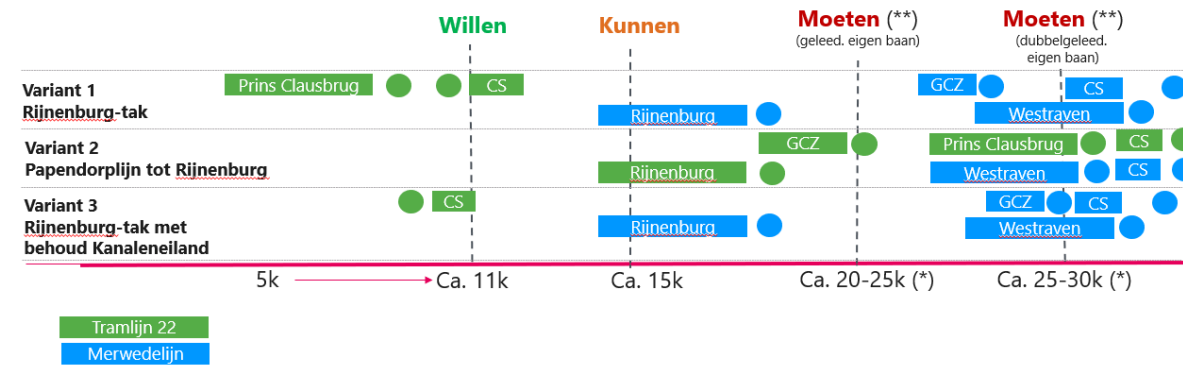 Willen
Kunnen
Moeten (**)
(geleed. eigen baan)
Moeten (**)
(dubbelgeleed.
eigen baan)
Variant 1
Rijnenburg-tak
Prins Clausbrug
CS
GCZ
CS
Rijnenburg
Westraven
Variant 2
Papendorplijn tot Rijnenburg
GCZ
Prins Clausbrug
CS
Rijnenburg
Westraven
CS
Variant 3
Rijnenburg-tak met
behoud Kanaleneiland
CS
GCZ
CS
Rijnenburg
Westraven
5k
Ca. 11k
Ca. 15k
Ca. 20-25k (*)
Ca. 25-30k (*)
Tramlijn 22
Merwedelijn